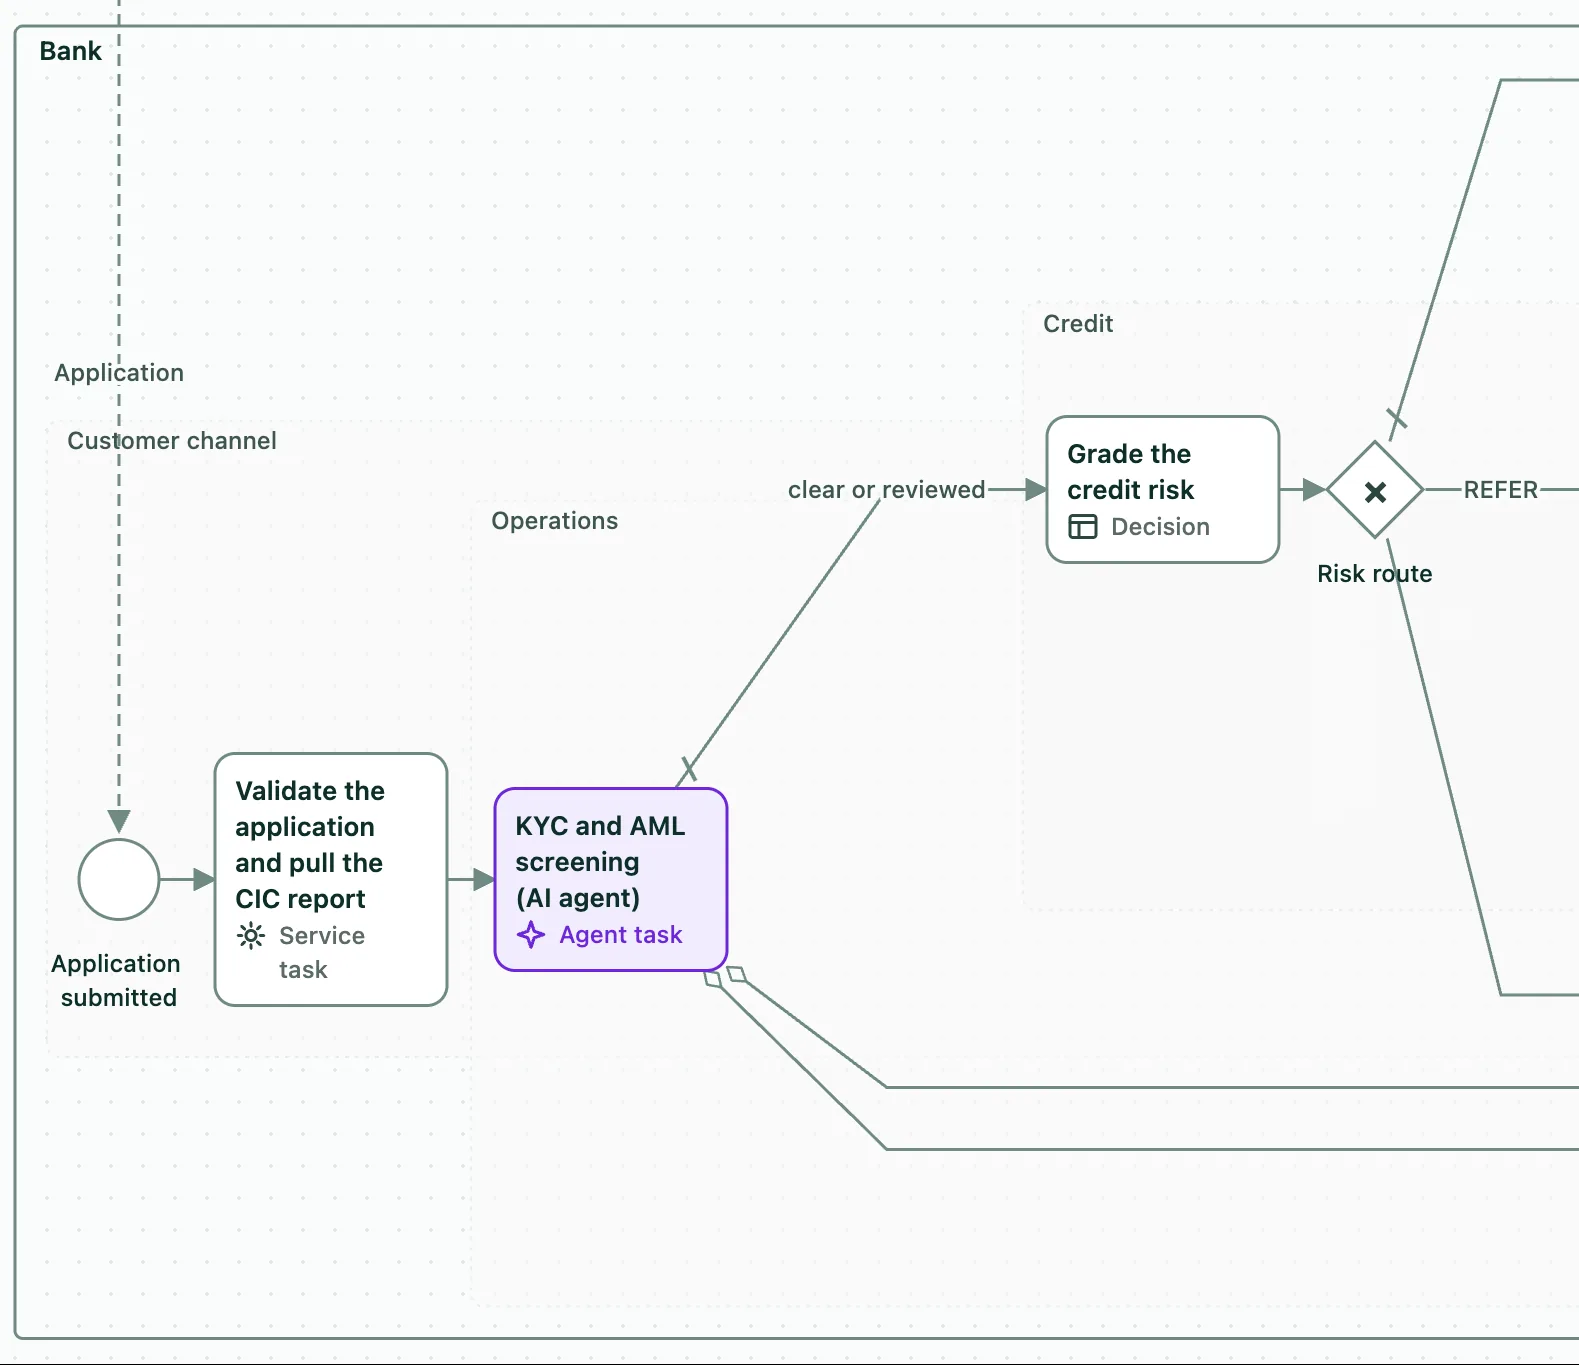 Bank
Application
Customer channel
Credit
Grade the
credit risk
Decision
clear or reviewed
REFER
Risk route
Operations
Validate the
application
and pull the
CIC report
Service
task
KYC and AML
screening
(AI agent)
Agent task
Application
submitted